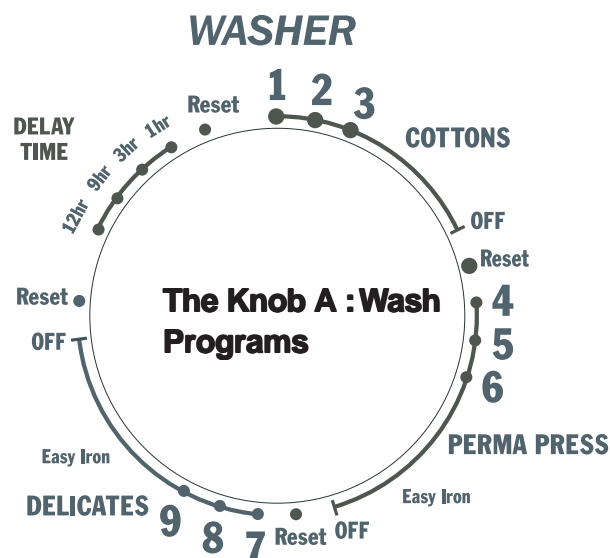 WASHER
1 2 3
Reset
DELAY
TIME
1hr
3hr
9hr
12hr
COTTONS
OFF
Reset
Reset
The Knob A : Wash
Programs
4
OFF
5
6
PERMA PRESS
Easy Iron
Easy Iron
DELICATES
9 8 7
Reset
OFF